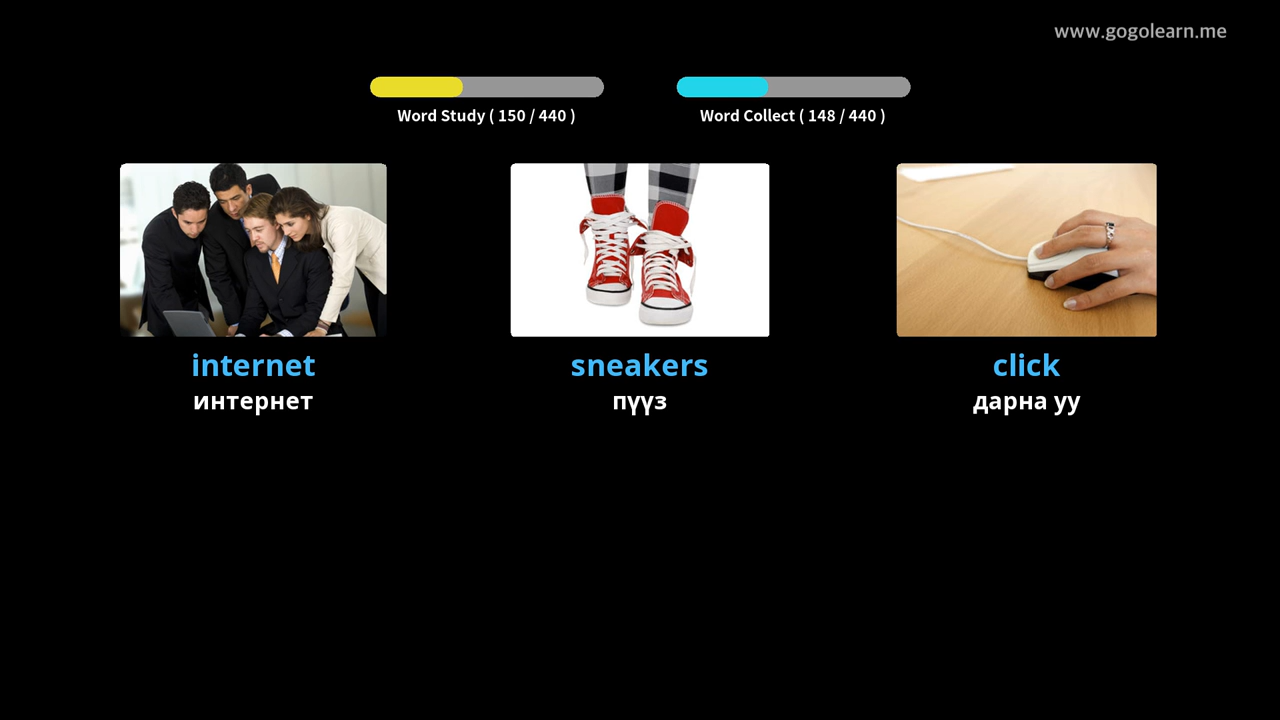 www.gogolearn.me
Word Study ( 150 / 440 )
Word Collect ( 148 / 440 )
internet
sneakers
click
интернет
пүүз
дарна уу